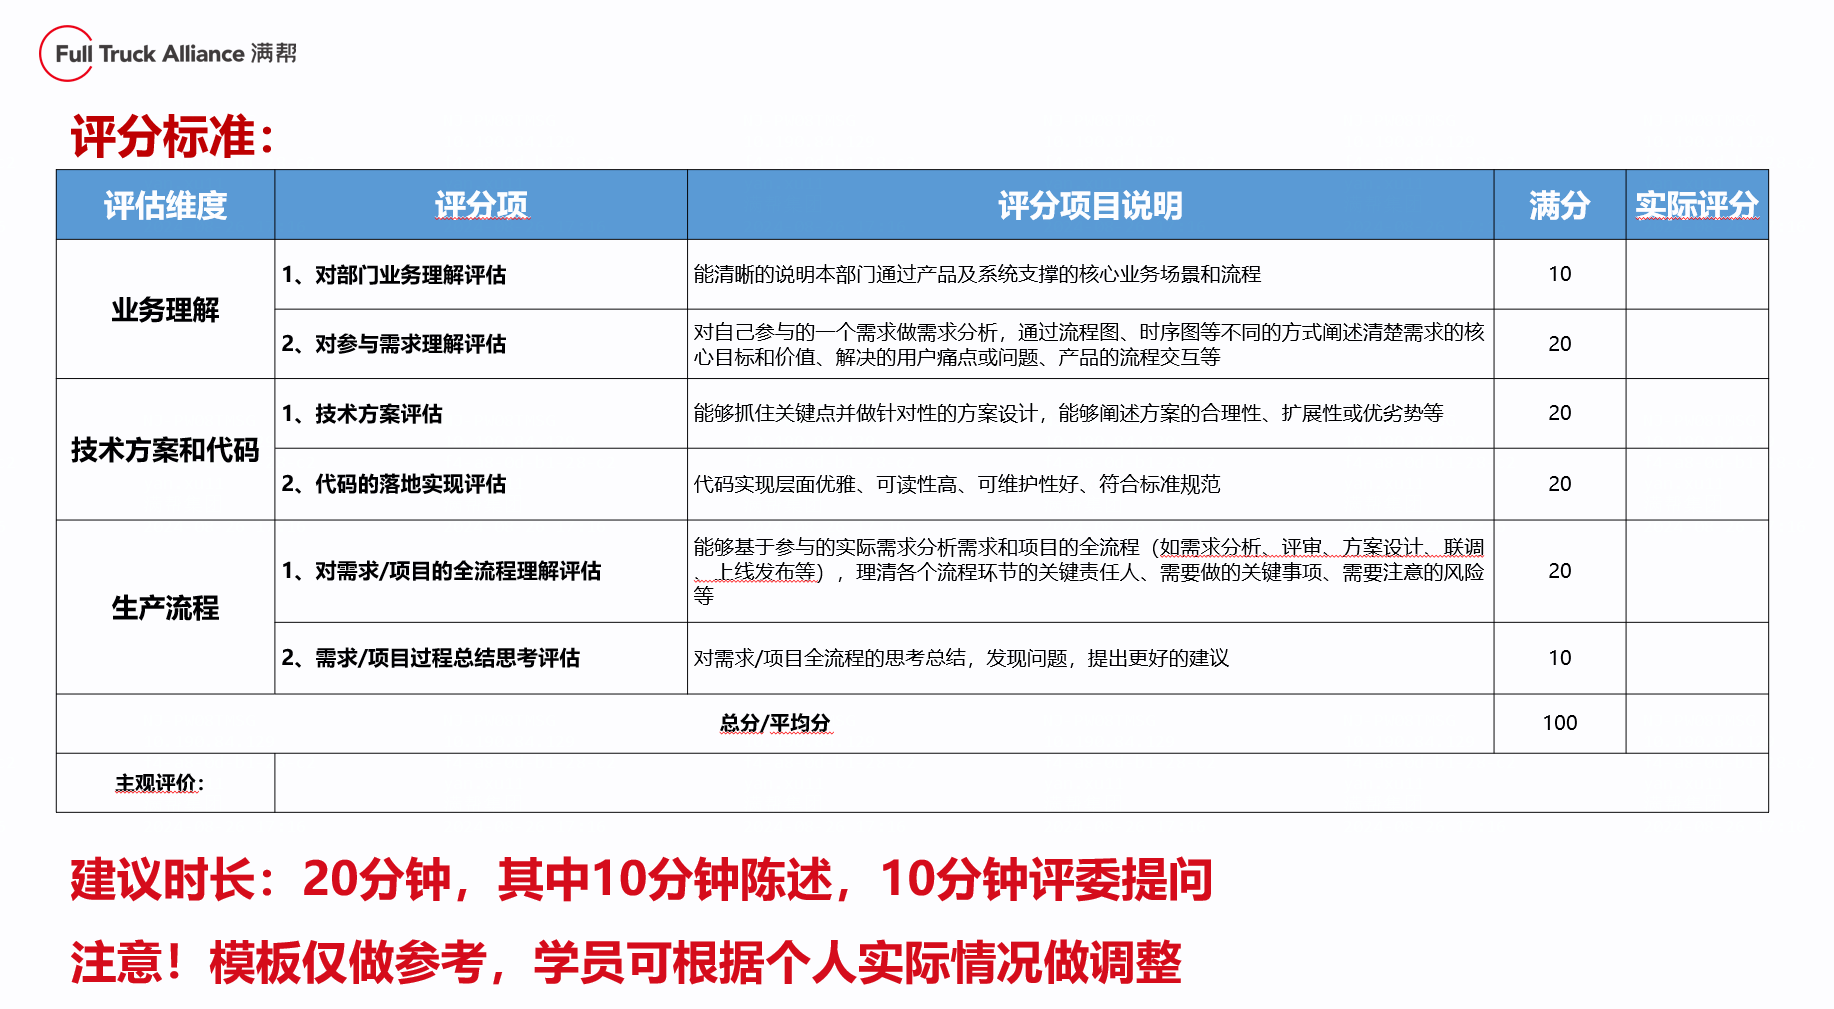 Full Truck Alliance 满帮
评分标准：
评估维度 评分项 评分项目说明 满分 实际评分
业务理解
1、对部门业务理解评估 能清晰的说明本部门通过产品及系统支撑的核心业务场景和流程 10
2、对参与需求理解评估 对自己参与的一个需求做需求分析，通过流程图、时序图等不同的方式阐述清楚需求的核
心目标和价值、解决的用户痛点或问题、产品的流程交互等 20
技术方案和代码
1、技术方案评估 能够抓住关键点并做针对性的方案设计，能够阐述方案的合理性、扩展性或优劣势等 20
2、代码的落地实现评估 代码实现层面优雅、可读性高、可维护性好、符合标准规范 20
生产流程
1、对需求/项目的全流程理解评估 能够基于参与的实际需求分析需求和项目的全流程（如需求分析、评审、方案设计、联调
、上线发布等），理清各个流程环节的关键责任人、需要做的关键事项、需要注意的风险
等 20
2、需求/项目过程总结思考评估 对需求/项目全流程的思考总结，发现问题，提出更好的建议 10
总分/平均分 100
主观评价：
建议时长：20分钟，其中10分钟陈述，10分钟评委提问
注意！模板仅做参考，学员可根据个人实际情况做调整